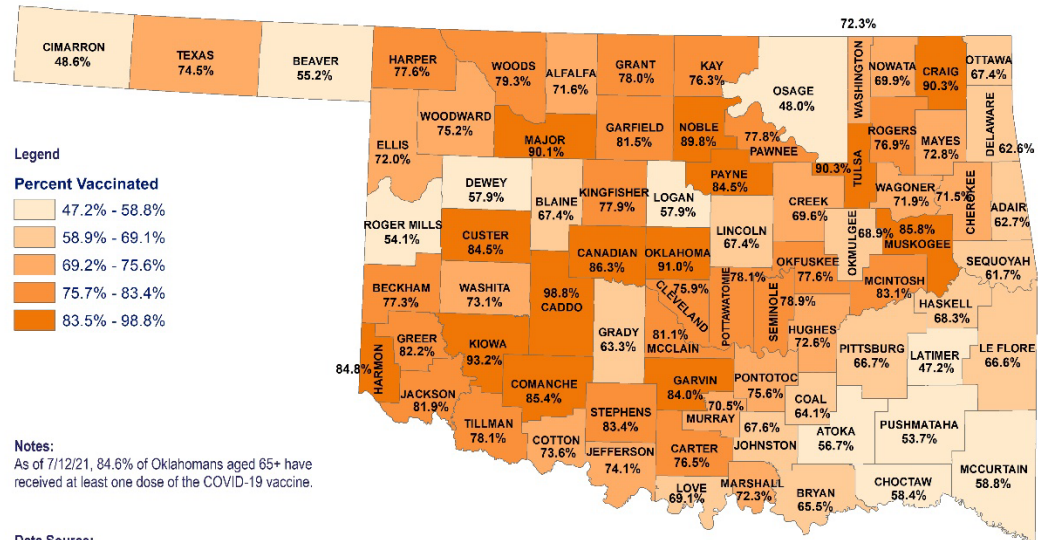 72.3%
CIMARRON
48.6%
TEXAS
74.5%
BEAVER
55.2%
HARPER
77.6%
WOODS
79.3%
ALFALFA
71.6%
GRANT
78.0%
KAY
76.3%
OSAGE
48.0%
WASHINGTON
NOWATA
69.9%
CRAIG
90.3%
OTTAWA
67.4%
WOODWARD
75.2%
ELLIS
72.0%
MAJOR
90.1%
GARFIELD
81.5%
NOBLE
89.8%
77.8%
PAWNEE
ROGERS
76.9%
MAYES
72.8%
DELAWARE
62.6%
Legend
Percent Vaccinated
47.2% - 58.8%
58.9% - 69.1%
69.2% - 75.6%
75.7% - 83.4%
83.5% - 98.8%
DEWEY
57.9%
BLAINE
67.4%
KINGFISHER
77.9%
LOGAN
57.9%
PAYNE
84.5%
90.3%
TULSA
CREEK
69.6%
WAGONER
71.9%
71.5%
CHEROKEE
ADAIR
62.7%
ROGER MILLS
54.1%
CUSTER
84.5%
CANADIAN
86.3%
OKLAHOMA
91.0%
LINCOLN
67.4%
OKMULGEE
68.9%
85.8%
MUSKOGEE
SEQUOYAH
61.7%
BECKHAM
77.3%
WASHITA
73.1%
98.8%
CADDO
GRADY
63.3%
75.9%
CLEVELAND
78.1%
POTTAWATOMIE
SEMINOLE
78.9%
OKFUSKEE
77.6%
MCINTOSH
83.1%
HASKELL
68.3%
GREER
82.2%
KIOWA
93.2%
81.1%
MCCLAIN
HUGHES
72.6%
PITTSBURG
66.7%
LATIMER
47.2%
LE FLORE
66.6%
84.8%
HARMON
JACKSON
81.9%
COMANCHE
85.4%
GARVIN
84.0%
PONTOTOC
75.6%
COAL
64.1%
TILLMAN
78.1%
COTTON
73.6%
STEPHENS
83.4%
70.5%
MURRAY
67.6%
JOHNSTON
ATOKA
56.7%
PUSHMATAHA
53.7%
JEFFERSON
74.1%
CARTER
76.5%
LOVE
69.1%
MARSHALL
72.3%
BRYAN
65.5%
CHOCTAW
58.4%
MCCURTAIN
58.8%
Notes:
As of 7/12/21, 84.6% of Oklahomans aged 65+ have
received at least one dose of the COVID-19 vaccine.
Data Source: